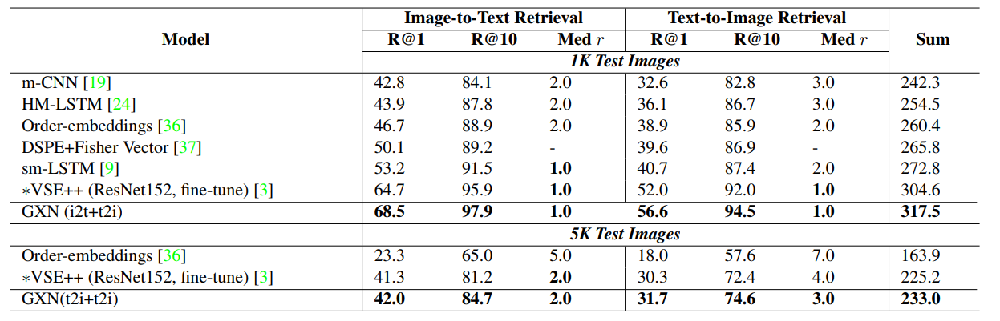 Model Image-to-Text Retrieval Text-to-Image Retrieval Sum
R@1 R@10 Med r R@1 R@10 Med r
1K Test Images
m-CNN [19] 42.8 84.1 2.0 32.6 82.8 3.0 242.3
HM-LSTM [24] 43.9 87.8 2.0 36.1 86.7 3.0 254.5
Order-embeddings [36] 46.7 88.9 2.0 38.9 85.9 2.0 260.4
DSPE+Fisher Vector [37] 50.1 89.2 - 39.6 86.9 - 265.8
sm-LSTM [9] 53.2 91.5 1.0 40.7 87.4 2.0 272.8
∗VSE++ (ResNet152, fine-tune) [3] 64.7 95.9 1.0 52.0 92.0 1.0 304.6
GXN (i2t+t2i) 68.5 97.9 1.0 56.6 94.5 1.0 317.5
5K Test Images
Order-embeddings [36] 23.3 65.0 5.0 18.0 57.6 7.0 163.9
∗VSE++ (ResNet152, fine-tune) [3] 41.3 81.2 2.0 30.3 72.4 4.0 225.2
GXN(t2i+t2i) 42.0 84.7 2.0 31.7 74.6 3.0 233.0